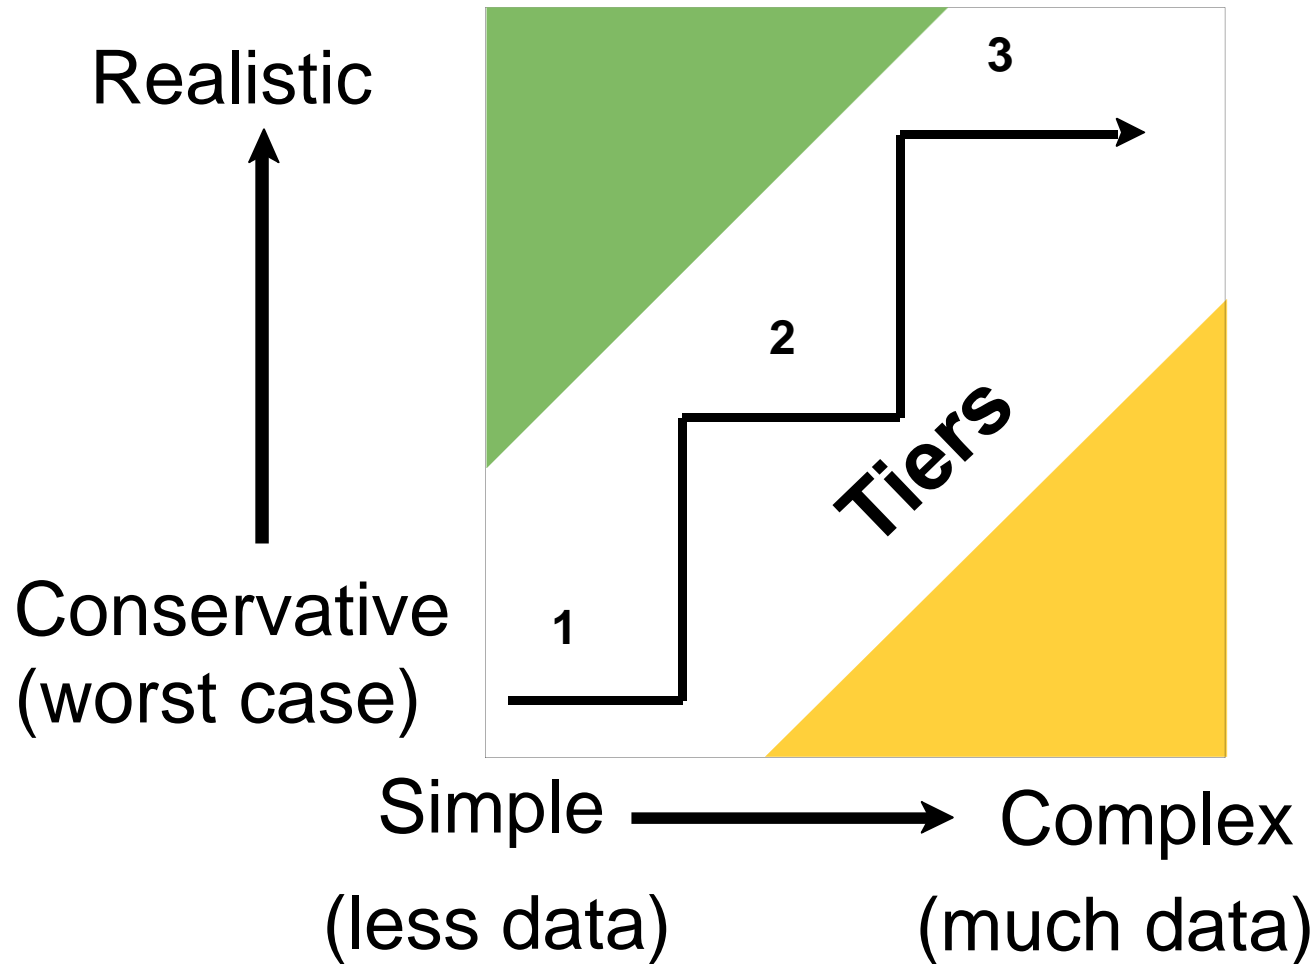 Realistic
3
2
Tiers
Conservative
(worst case)
1
Simple
Complex
(less data)
(much data)